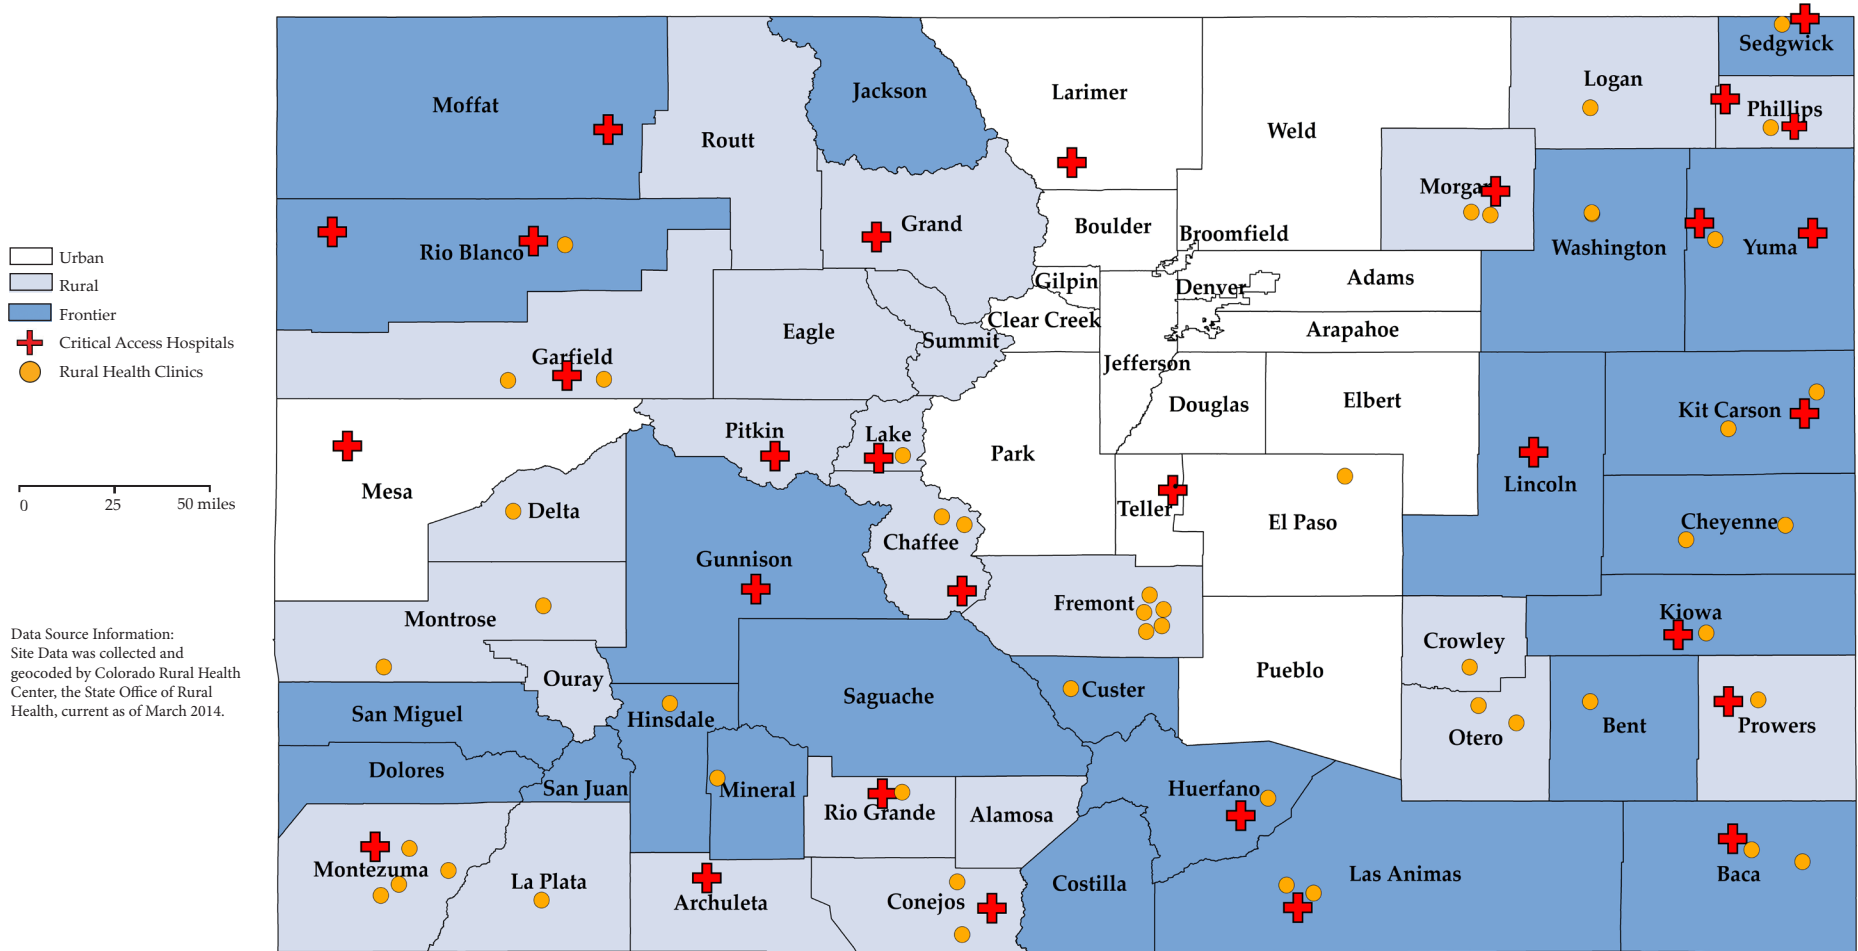 Sedgwick
Logan
Phillips
Moffat
Jackson
Larimer
Weld
Routt
Morgan
Grand
Boulder
Broomfield
Rio Blanco
Washington
Yuma
Urban
Rural
Frontier
Critical Access Hospitals
Rural Health Clinics
Gilpin
Denver
Adams
Clear Creek
Arapahoe
Eagle
Summit
Garfield
Jefferson
Douglas
Elbert
Kit Carson
Pitkin
Lake
Park
Mesa
Lincoln
0 25 50 miles
Delta
Teller
El Paso
Cheyenne
Chaffee
Gunnison
Fremont
Montrose
Kiowa
Crowley
Data Source Information:
Site Data was collected and
geocoded by Colorado Rural Health
Center, the State Office of Rural
Health, current as of March 2014.
Ouray
Pueblo
Saguache
Custer
San Miguel
Hinsdale
Bent
Prowers
Otero
Dolores
San Juan
Mineral
Huerfano
Rio Grande
Alamosa
Montezuma
La Plata
Archuleta
Conejos
Costilla
Las Animas
Baca